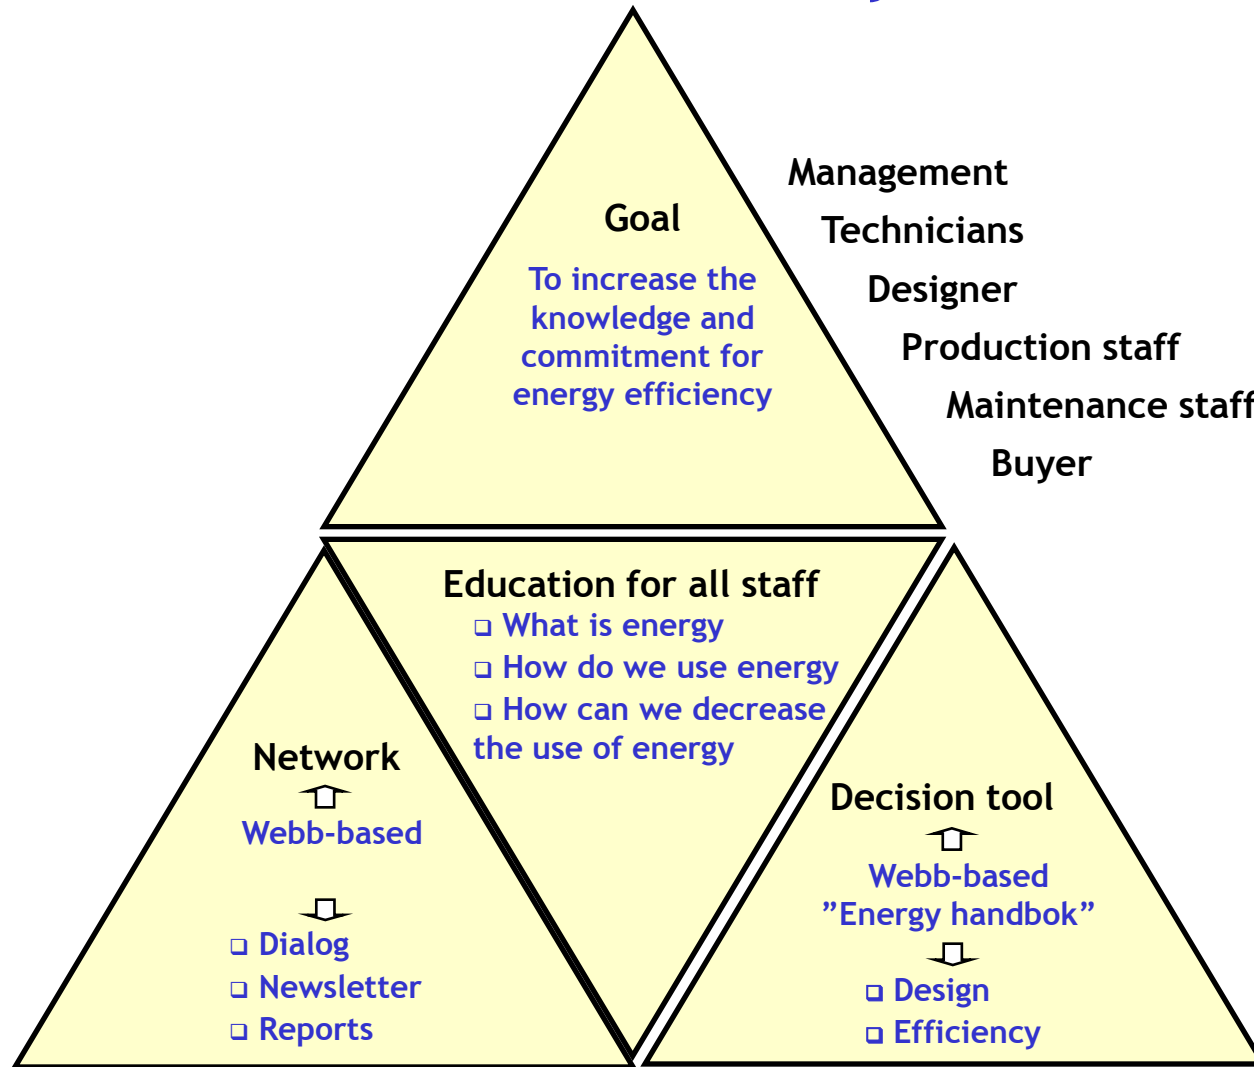 Goal
To increase the
knowledge and
commitment for
energy efficiency
Management
Technicians
Designer
Production staff
Maintenance staff
Buyer
Education for all staff
❑ What is energy
❑ How do we use energy
❑ How can we decrease
the use of energy
Network
Webb-based
❑ Dialog
❑ Newsletter
❑ Reports
Decision tool
Webb-based
”Energy handbok”
❑ Design
❑ Efficiency